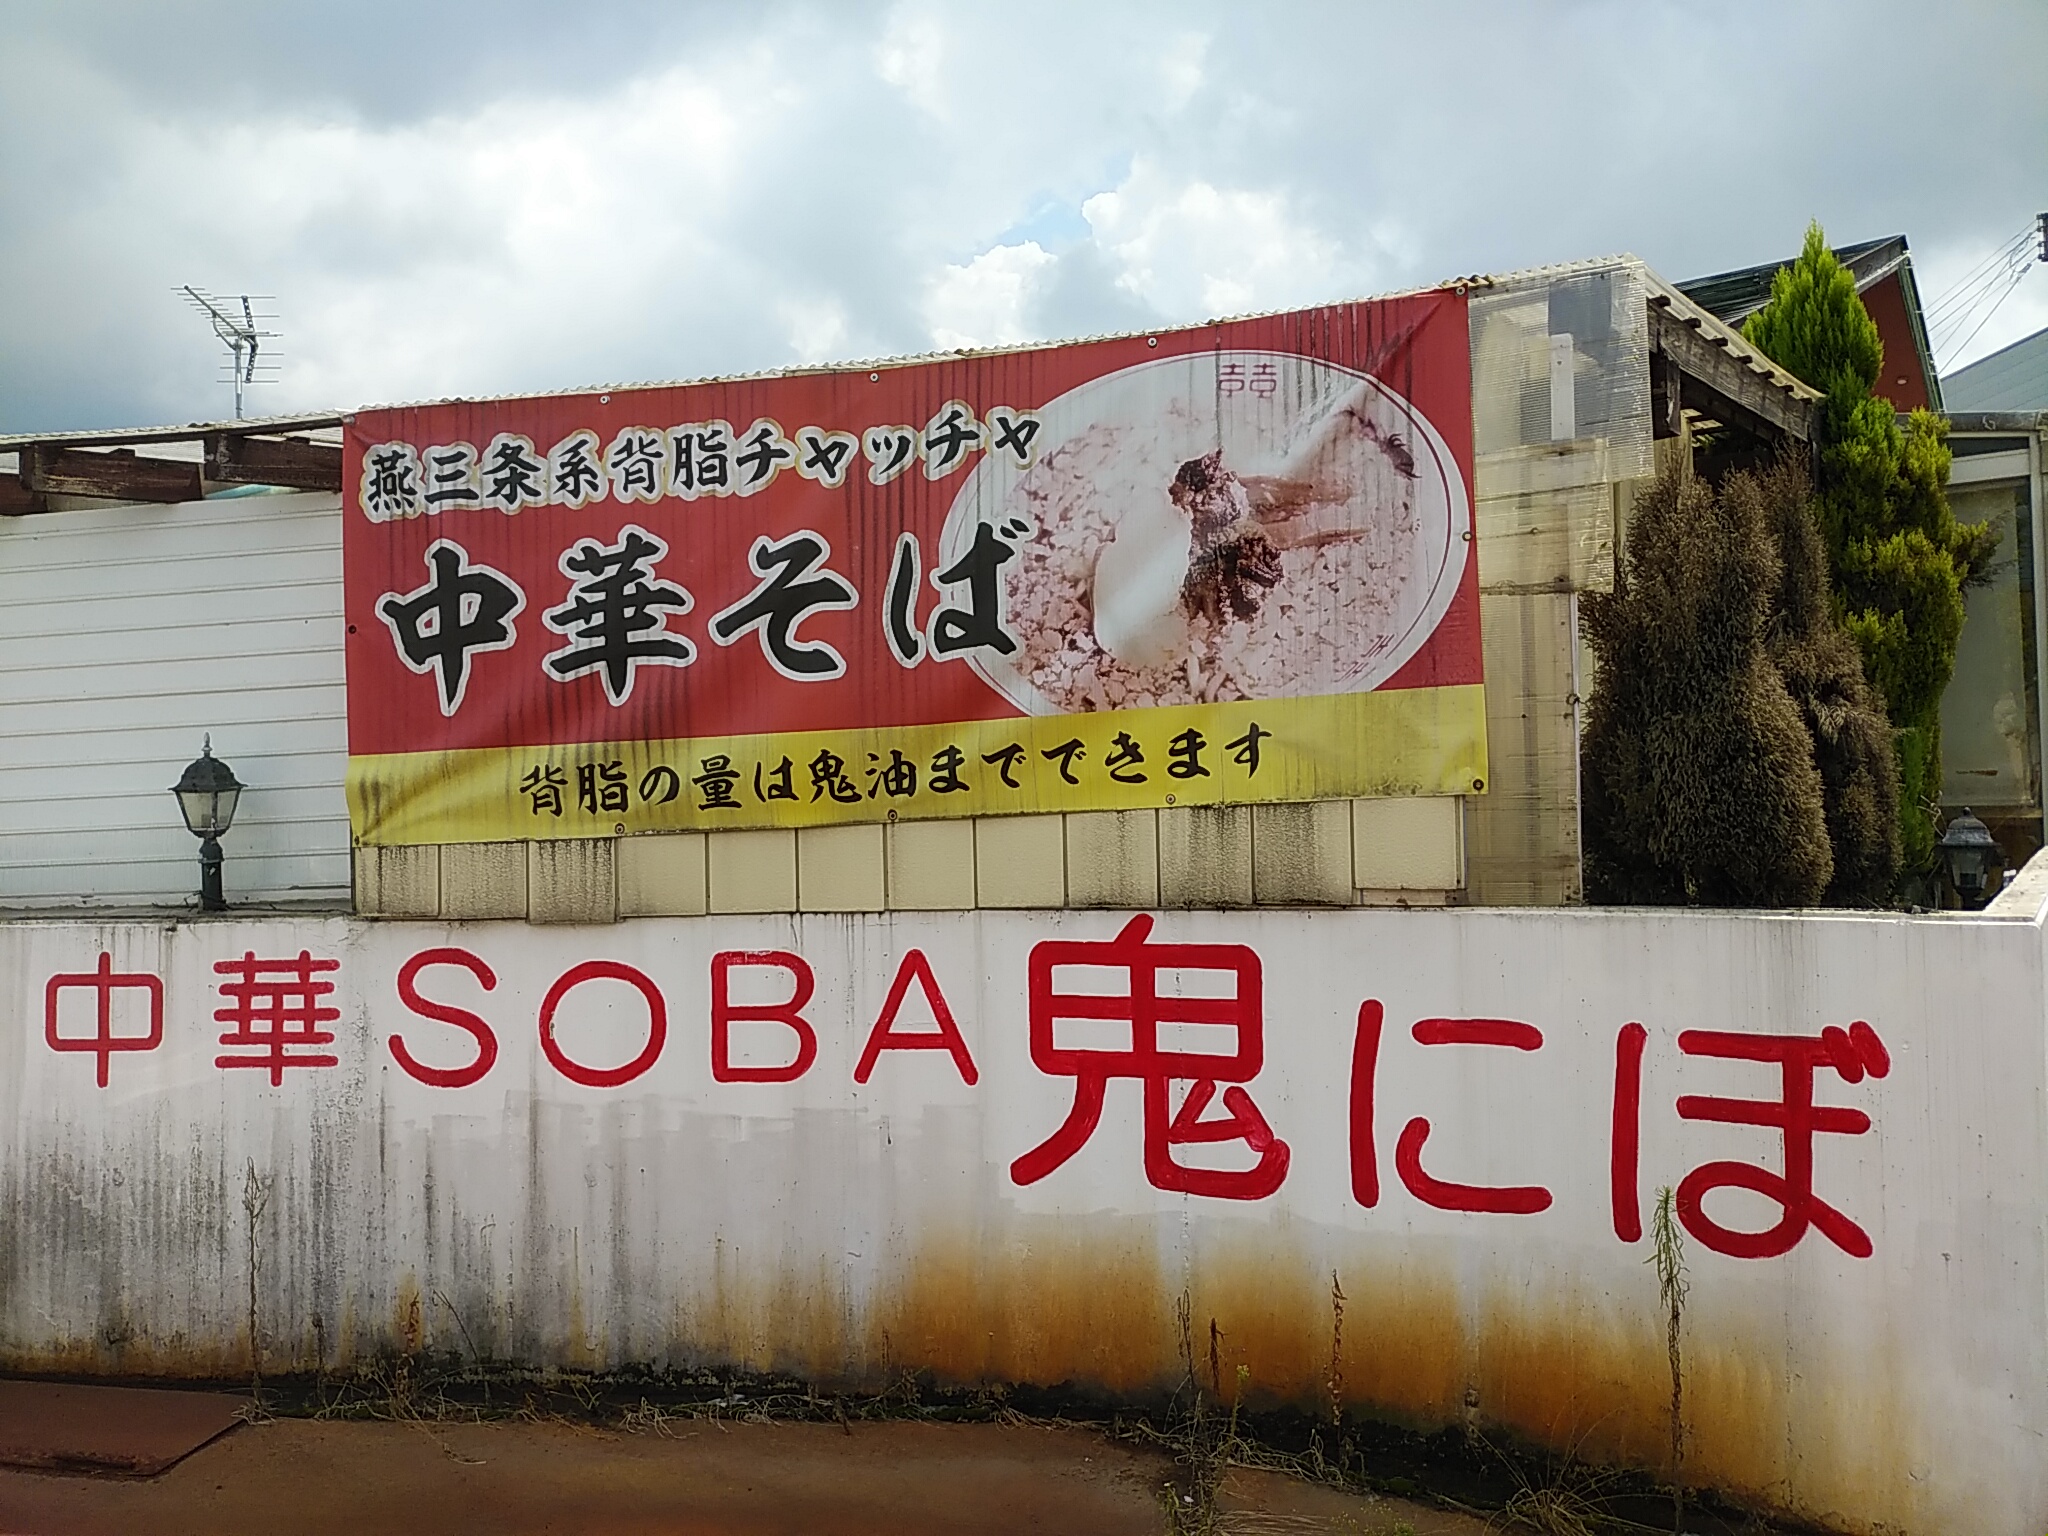 燕三条系背脂チャッチャ
中華そば
背脂の量は鬼油までできます
中華SOBA鬼にぼ